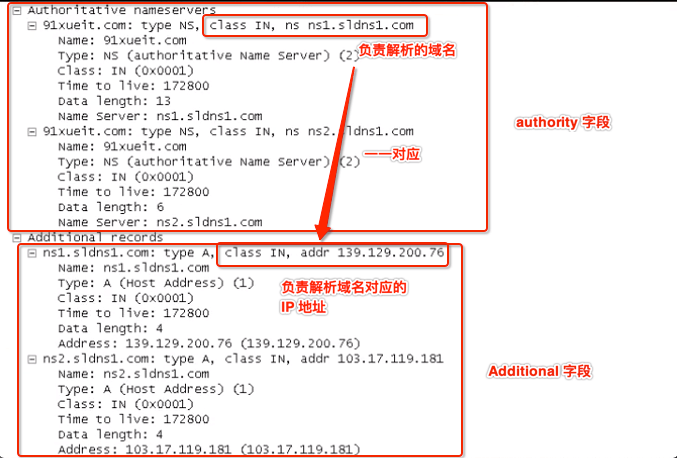 Authoritative nameservers
91xueit.com: type NS, class IN, ns ns1.sldns1.com
Name: 91xueit.com
负责解析的域名
Type: NS (authoritative Name Server) (2)
Class: IN (0x0001)
Time to live: 172800
Data length: 13
Name Server: ns1.sldns1.com
authority 字段
91xueit.com: type NS, class IN, ns ns2.sldns1.com
Name: 91xueit.com
一一对应
Type: NS (authoritative Name Server) (2)
Class: IN (0x0001)
Time to live: 172800
Data length: 6
Name Server: ns2.sldns1.com
Additional records
ns1.sldns1.com: type A, class IN, addr 139.129.200.76
Name: ns1.sldns1.com
Type: A (Host Address) (1)
负责解析域名对应的
IP 地址
Class: IN (0x0001)
Time to live: 172800
Data length: 4
Address: 139.129.200.76 (139.129.200.76)
ns2.sldns1.com: type A, class IN, addr 103.17.119.181
Name: ns2.sldns1.com
Additional 字段
Type: A (Host Address) (1)
Class: IN (0x0001)
Time to live: 172800
Data length: 4
Address: 103.17.119.181 (103.17.119.181)